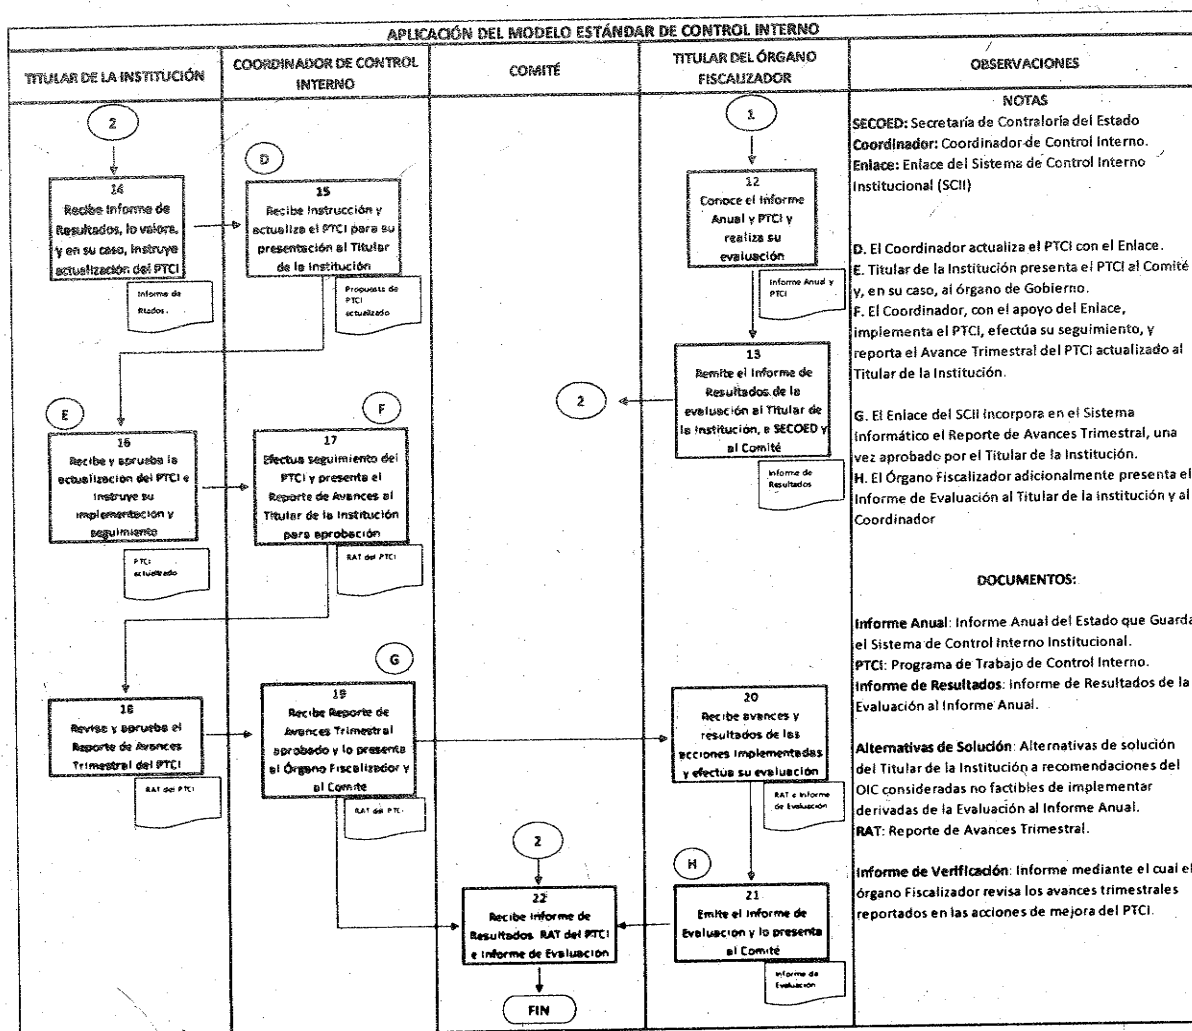 APLICACIÓN DEL MODELO ESTÁNDAR DE CONTROL INTERNO
TITULAR DE LA INSTITUCIÓN
COORDINADOR DE CONTROL
INTERNO
COMITÉ
TITULAR DEL ÓRGANO
FISCALIZADOR
OBSERVACIONES
2
14
Recibe Informe de
Resultados, lo valora,
y en su caso, instruye
actualización del PTCI
Informe de
Rtados.
D
15
Recibe Instrucción y
actualiza el PTCI para su
presentación al Titular
de la Institución
Propuesta de
PTCI
actualizado
1
12
Conoce el Informe
Anual y PTCI y
realiza su
evaluación
Informe Anual y
PTCI
13
Remite el Informe de
Resultados de la
evaluación al Titular de
la Institución, a SECOED y
al Comité
Informe de
Resultados
2
E
16
Recibe y aprueba la
actualización del PTCI e
instruye su
implementación y
seguimiento
PTCI
actualizado
F
17
Efectua seguimiento del
PTCI y presenta el
Reporte de Avances al
Titular de la Institución
para aprobación
RAT del PTCI
18
Revisa y aprueba el
Reporte de Avances
Trimestral del PTCI
RAT del PTCI
G
19
Recibe Reporte de
Avances Trimestral
aprobado y lo presenta
al Órgano Fiscalizador y
al Comité
RAT del PTCI
20
Recibe avances y
resultados de las
acciones implementadas
y efectúa su evaluación
RAT e Informe
de Evaluación
H
21
Emite el Informe de
Evaluación y lo presenta
al Comité
Informe de
Evaluación
2
22
Recibe Informe de
Resultados, RAT del PTCI
e Informe de Evaluación
FIN
NOTAS
SECOED: Secretaría de Contraloría del Estado
Coordinador: Coordinador de Control Interno.
Enlace: Enlace del Sistema de Control Interno
Institucional (SCII)
D. El Coordinador actualiza el PTCI con el Enlace.
E. Titular de la Institución presenta el PTCI al Comité
y, en su caso, al órgano de Gobierno.
F. El Coordinador, con el apoyo del Enlace,
implementa el PTCI, efectúa su seguimiento, y
reporta el Avance Trimestral del PTCI actualizado al
Titular de la Institución.
G. El Enlace del SCII incorpora en el Sistema
Informático el Reporte de Avances Trimestral, una
vez aprobado por el Titular de la Institución.
H. El Órgano Fiscalizador adicionalmente presenta el
Informe de Evaluación al Titular de la institución y al
Coordinador
DOCUMENTOS:
Informe Anual: Informe Anual del Estado que Guarda
el Sistema de Control Interno Institucional.
PTCI: Programa de Trabajo de Control Interno.
Informe de Resultados: Informe de Resultados de la
Evaluación al Informe Anual.
Alternativas de Solución: Alternativas de solución
del Titular de la Institución a recomendaciones del
OIC consideradas no factibles de implementar
derivadas de la Evaluación al Informe Anual.
RAT: Reporte de Avances Trimestral.
Informe de Verificación: Informe mediante el cual el
órgano Fiscalizador revisa los avances trimestrales
reportados en las acciones de mejora del PTCI.